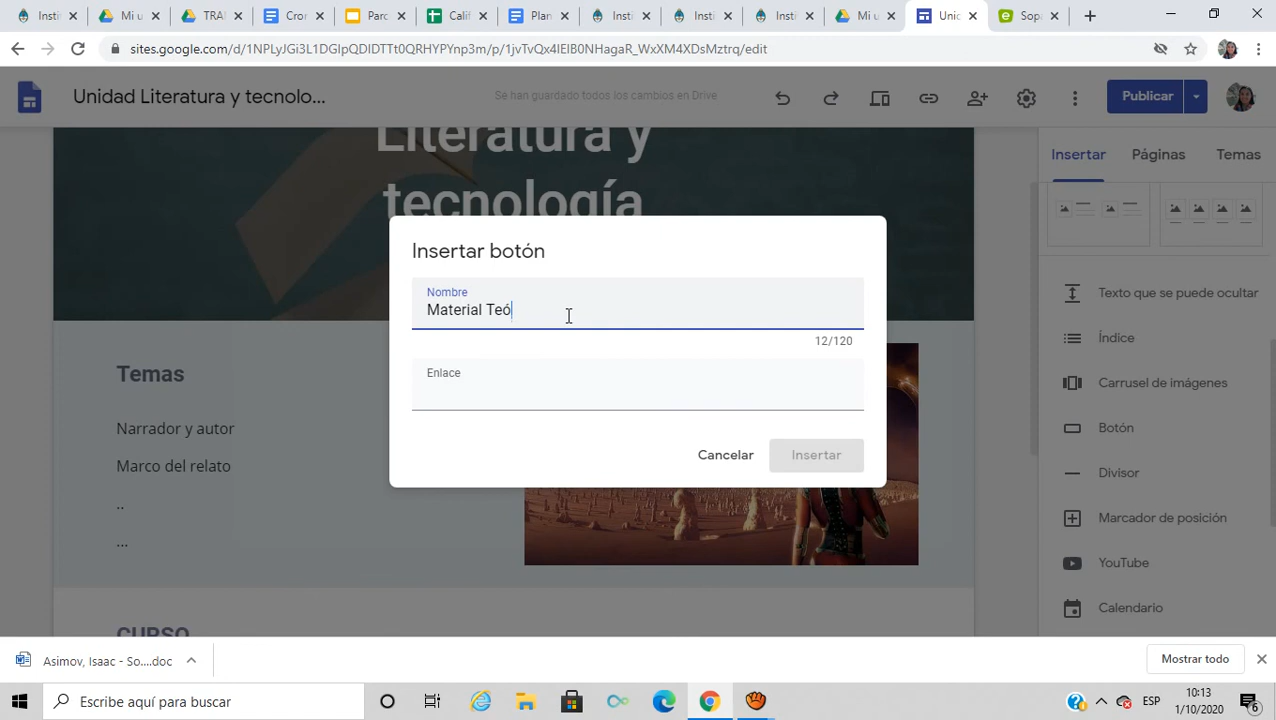 Insti
Mi u
TRA
Cror
Parc
Calif
Plan
Insti
Insti
Insti
Mi u
Unic
Sop
sites.google.com/d/1NPLyJGi3L1DGlpQDIDTTt0QRHYPYnp3m/p/1jvTvQx4IEIB0NHagaR_WxXM4XDsMztrq/edit
Unidad Literatura y tecnolo...
Se han guardado todos los cambios en Drive
Publicar
Literatura y
tecnología
Insertar
Páginas
Temas
Insertar botón
Nombre
Material Teó
12/120
Enlace
Cancelar
Insertar
Temas
Narrador y autor
Marco del relato
..
...
CURSO
Texto que se puede ocultar
Índice
Carrusel de imágenes
Botón
Divisor
Marcador de posición
YouTube
Calendario
Asimov, Isaac - So....doc
Mostrar todo
Escribe aquí para buscar
ESP
10:13
1/10/2020
6